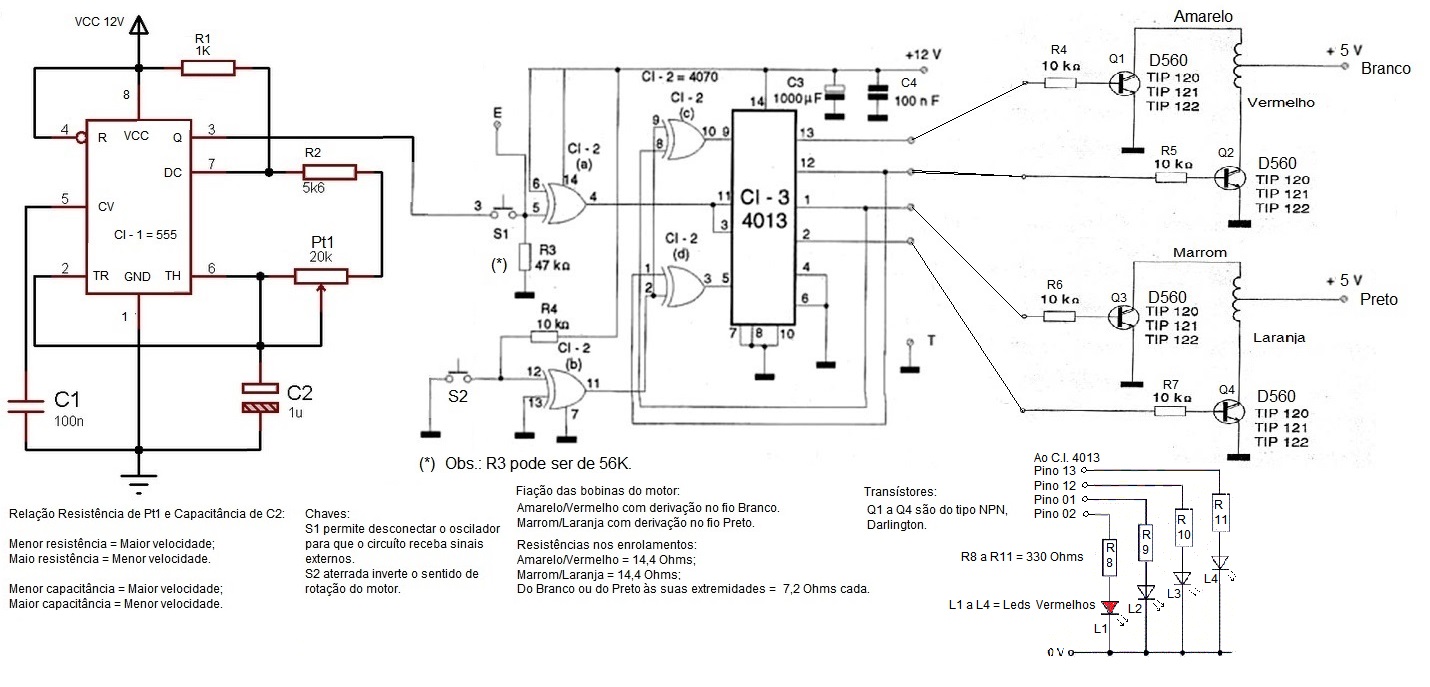 VCC 12V
R1
1K
8
4
R
VCC
Q
3
DC
7
R2
5k6
5
CV
CI - 1 = 555
Pt1
20k
2
TR
GND
TH
6
1
C1
100n
C2
1u
E
3
S1
(*)
R3
47 kΩ
6
5
14
CI - 2
(a)
4
CI - 2 = 4070
CI - 2
(c)
9
8
10
9
CI - 2
(d)
1
2
3
5
R4
10 kΩ
CI - 2
(b)
12
13
11
7
S2
+12 V
C3
1000 µF
C4
100 n F
14
11
3
CI - 3
4013
13
12
1
2
4
6
7
8
10
T
Amarelo
R4
10 kΩ
Q1
D560
TIP 120
TIP 121
TIP 122
+ 5 V
Branco
Vermelho
R5
10 kΩ
Q2
D560
TIP 120
TIP 121
TIP 122
Marrom
R6
10 kΩ
Q3
D560
TIP 120
TIP 121
TIP 122
+ 5 V
Preto
Laranja
R7
10 kΩ
Q4
D560
TIP 120
TIP 121
TIP 122
(*) Obs.: R3 pode ser de 56K.
Relação Resistência de Pt1 e Capacitância de C2:
Menor resistência = Maior velocidade;
Maio resistência = Menor velocidade.
Menor capacitância = Maior velocidade;
Maior capacitância = Menor velocidade.
Chaves:
S1 permite desconectar o oscilador
para que o circuíto receba sinais
externos.
S2 aterrada inverte o sentido de
rotação do motor.
Fiação das bobinas do motor:
Amarelo/Vermelho com derivação no fio Branco.
Marrom/Laranja com derivação no fio Preto.
Resistências nos enrolamentos:
Amarelo/Vermelho = 14,4 Ohms;
Marrom/Laranja = 14,4 Ohms;
Do Branco ou do Preto às suas extremidades = 7,2 Ohms cada.
Transístores:
Q1 a Q4 são do tipo NPN,
Darlington.
Ao C.I. 4013
Pino 13
Pino 12
Pino 01
Pino 02
R8 a R11 = 330 Ohms
R
8
R
9
R
10
R
11
L1 a L4 = Leds Vermelhos
L1
L2
L3
L4
0 V